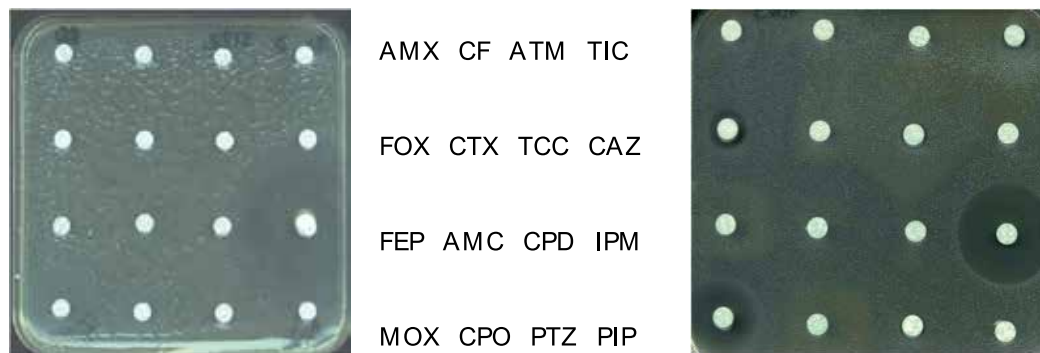 AMX CF ATM TIC
FOX CTX TCC CAZ
FEP AMC CPD IPM
MOX CPO PTZ PIP